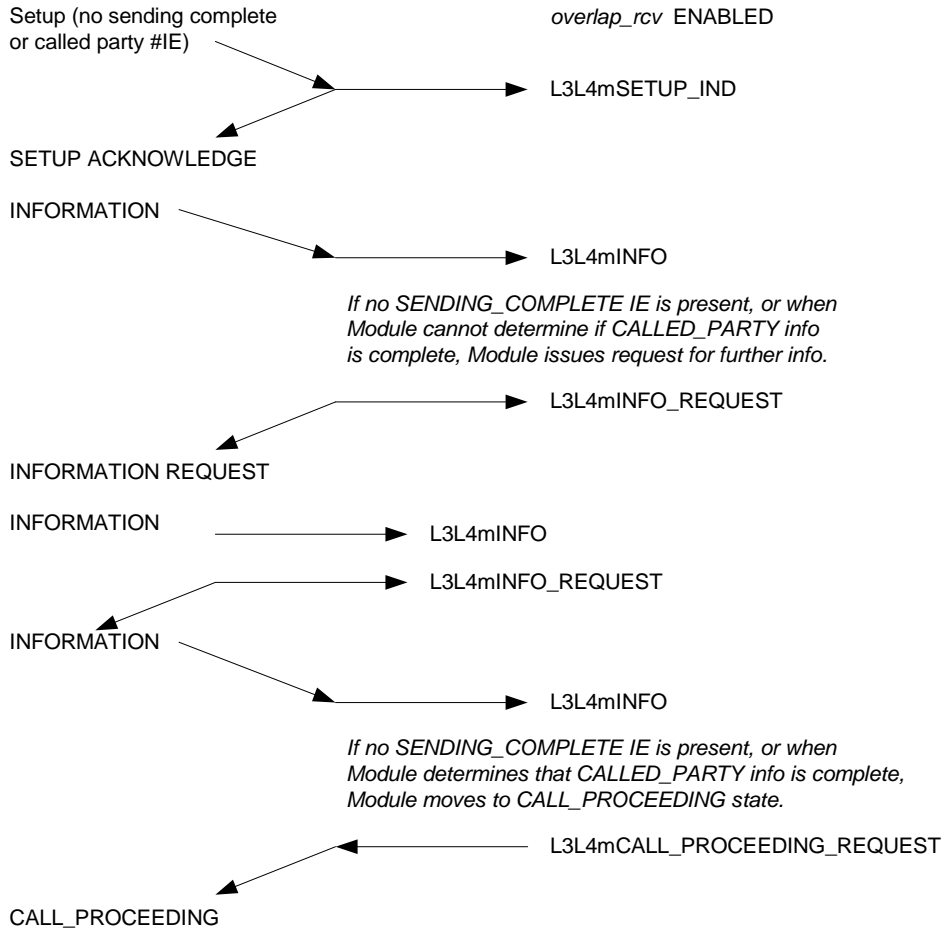 Setup (no sending complete
or called party #IE)
overlap_rcv ENABLED
L3L4mSETUP_IND
SETUP ACKNOWLEDGE
INFORMATION
L3L4mINFO
If no SENDING_COMPLETE IE is present, or when
Module cannot determine if CALLED_PARTY info
is complete, Module issues request for further info.
L3L4mINFO_REQUEST
INFORMATION REQUEST
INFORMATION
L3L4mINFO
L3L4mINFO_REQUEST
INFORMATION
L3L4mINFO
If no SENDING_COMPLETE IE is present, or when
Module determines that CALLED_PARTY info is complete,
Module moves to CALL_PROCEEDING state.
L3L4mCALL_PROCEEDING_REQUEST
CALL_PROCEEDING